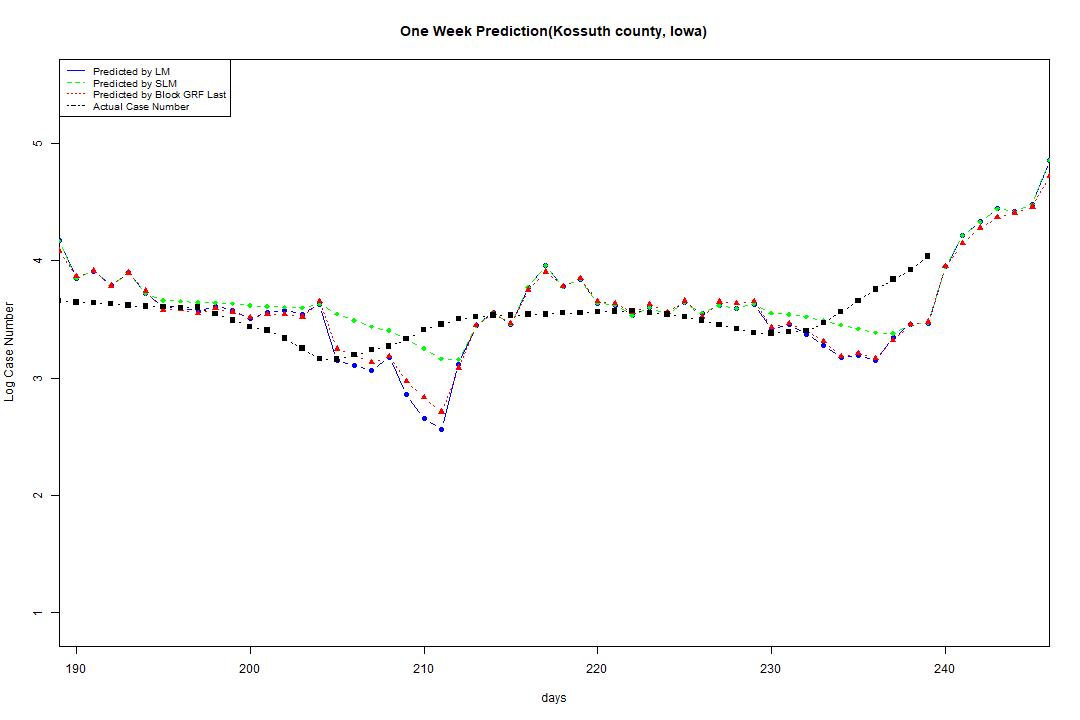 One Week Prediction(Kossuth county, Iowa)
Predicted by LM
Predicted by SLM
Predicted by Block GRF Last
Actual Case Number
5
4
3
2
1
Log Case Number
190 200 210 220 230 240
days